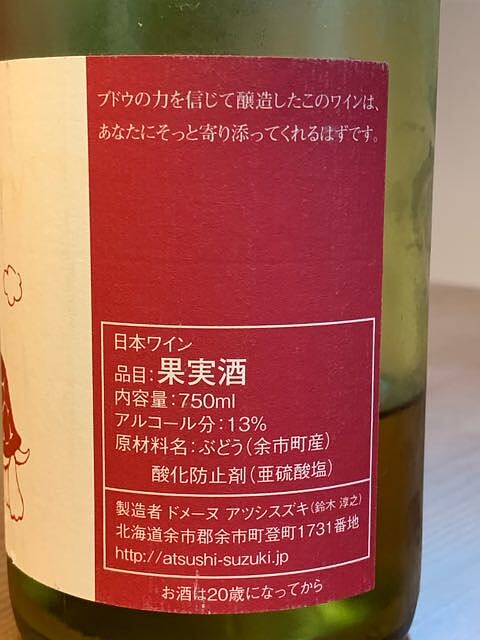 ブドウの力を信じて醸造したこのワインは、
あなたにそっと寄り添ってくれるはずです。
日本ワイン
品目:果実酒
内容量:750ml
アルコール分:13%
原材料名:ぶどう(余市町産)
酸化防止剤(亜硫酸塩)
製造者 ドメーヌ アツシスズキ(鈴木 淳之)
北海道余市郡余市町登町1731番地
http://atsushi-suzuki.jp
お酒は20歳になってから